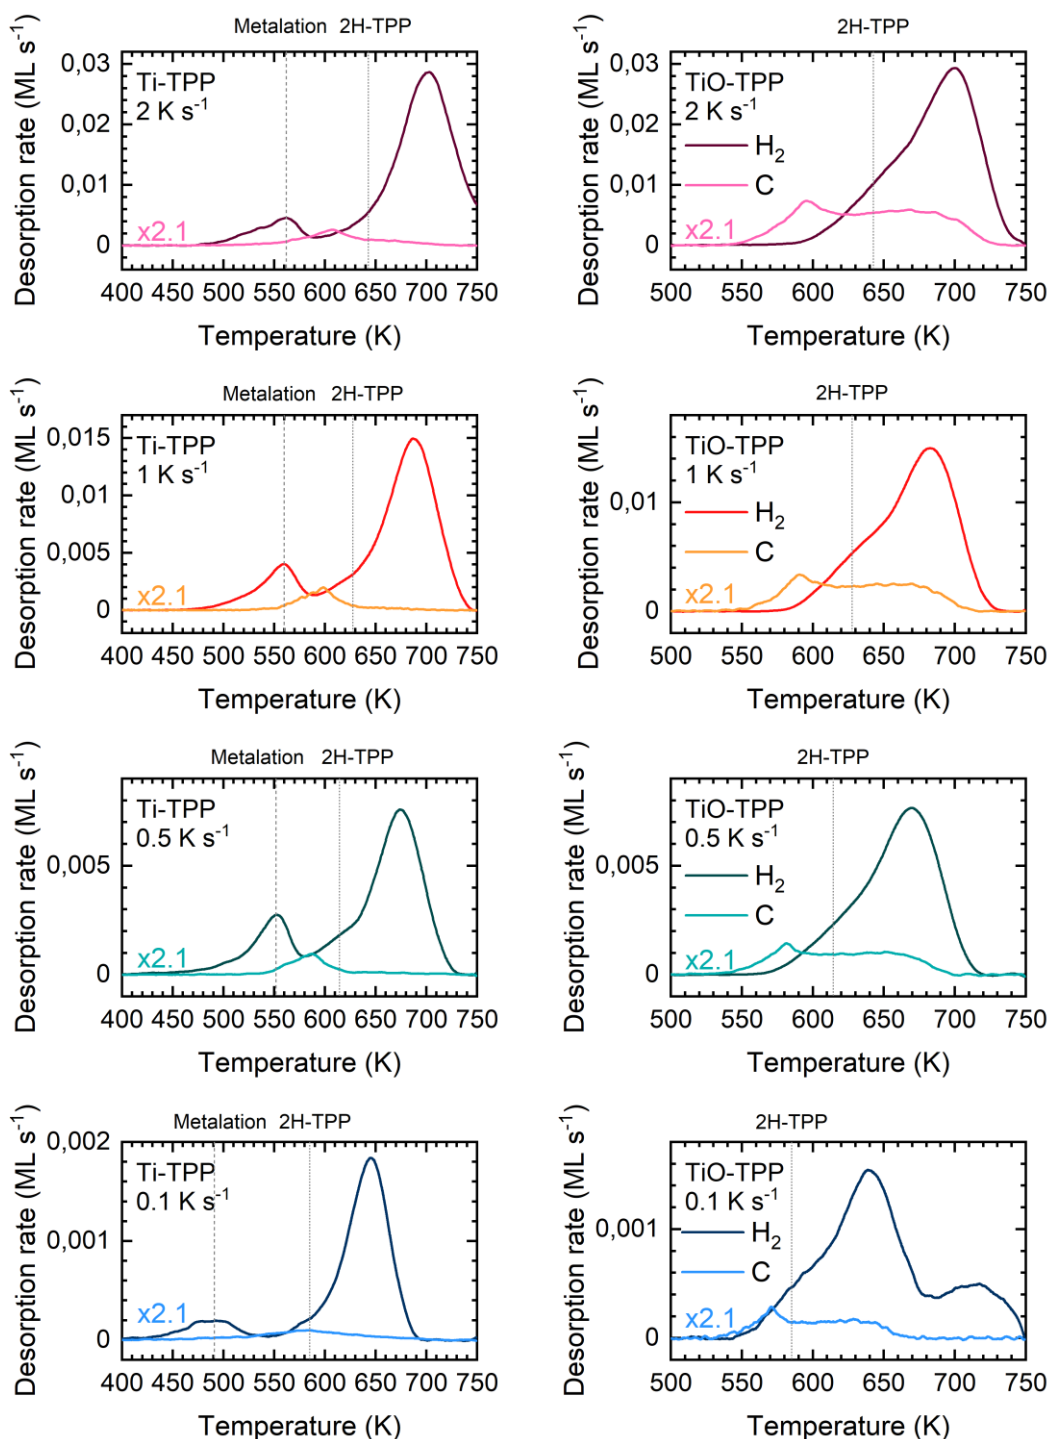 Metalation 2H-TPP
Desorption rate (ML s⁻¹)
0,03
0,02
0,01
0
Ti-TPP
2 K s⁻¹
x2.1
400 450 500 550 600 650 700 750
Temperature (K)
2H-TPP
Desorption rate (ML s⁻¹)
0,03
0,02
0,01
0
TiO-TPP
2 K s⁻¹
H₂
C
x2.1
500 550 600 650 700 750
Temperature (K)
Metalation 2H-TPP
Desorption rate (ML s⁻¹)
0,015
0,01
0,005
0
Ti-TPP
1 K s⁻¹
x2.1
400 450 500 550 600 650 700 750
Temperature (K)
2H-TPP
Desorption rate (ML s⁻¹)
0,01
0
TiO-TPP
1 K s⁻¹
H₂
C
x2.1
500 550 600 650 700 750
Temperature (K)
Metalation 2H-TPP
Desorption rate (ML s⁻¹)
0,005
0
Ti-TPP
0.5 K s⁻¹
x2.1
400 450 500 550 600 650 700 750
Temperature (K)
2H-TPP
Desorption rate (ML s⁻¹)
0,005
0
TiO-TPP
0.5 K s⁻¹
H₂
C
x2.1
500 550 600 650 700 750
Temperature (K)
Metalation 2H-TPP
Desorption rate (ML s⁻¹)
0,002
0,001
0
Ti-TPP
0.1 K s⁻¹
x2.1
400 450 500 550 600 650 700 750
Temperature (K)
2H-TPP
Desorption rate (ML s⁻¹)
0,001
0
TiO-TPP
0.1 K s⁻¹
H₂
C
x2.1
500 550 600 650 700 750
Temperature (K)